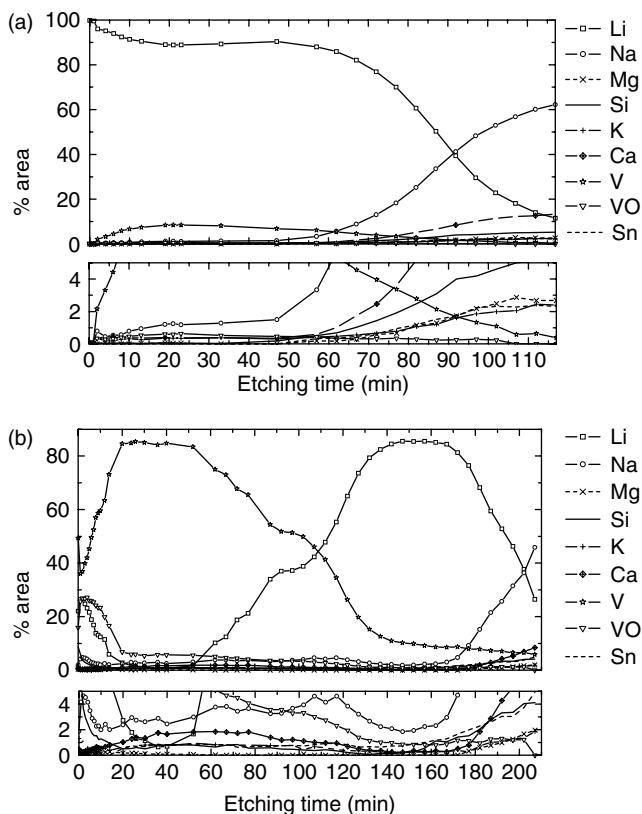 (a)
100
80
60
40
20
0
% area
4
2
0
0 10 20 30 40 50 60 70 80 90 100 110
Etching time (min)
Li
Na
Mg
Si
K
Ca
V
VO
Sn
(b)
80
60
40
20
0
% area
4
2
0
0 20 40 60 80 100 120 140 160 180 200
Etching time (min)
Li
Na
Mg
Si
K
Ca
V
VO
Sn